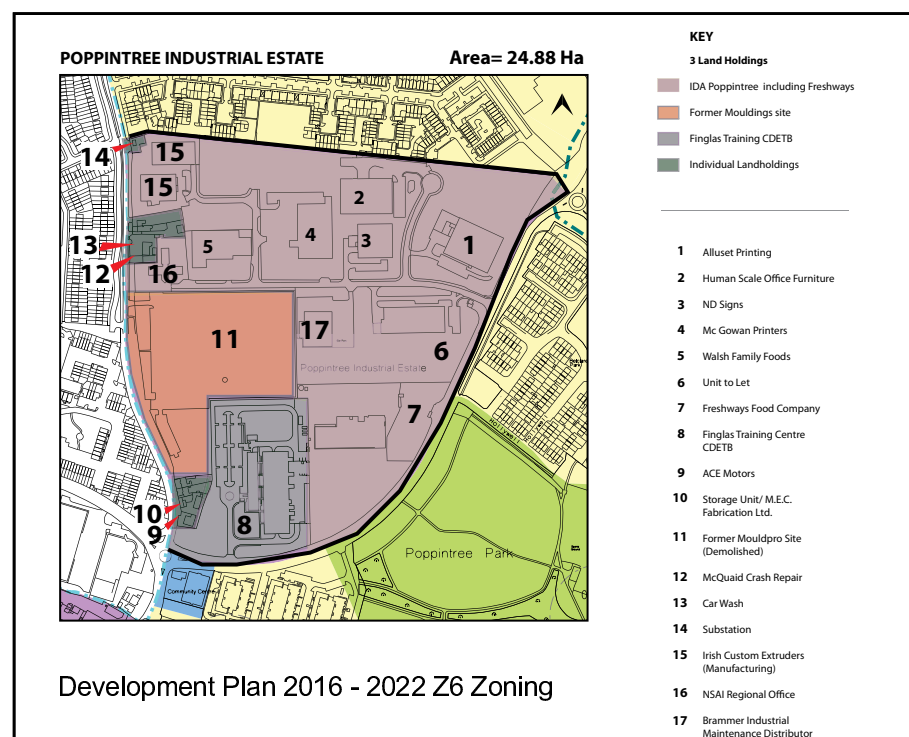 POPPINTREE INDUSTRIAL ESTATE
Area= 24.88 Ha
14
15
15
13
12
16
5
4
2
3
1
11
17
6
Poppintree Industrial Estate
7
10
9
8
Poppintree Park
Community Centre
Development Plan 2016 - 2022 Z6 Zoning
KEY
3 Land Holdings
IDA Poppintree including Freshways
Former Mouldings site
Finglas Training CDETB
Individual Landholdings
1 Alluset Printing
2 Human Scale Office Furniture
3 ND Signs
4 Mc Gowan Printers
5 Walsh Family Foods
6 Unit to Let
7 Freshways Food Company
8 Finglas Training Centre
CDETB
9 ACE Motors
10 Storage Unit/ M.E.C.
Fabrication Ltd.
11 Former Mouldpro Site
(Demolished)
12 McQuaid Crash Repair
13 Car Wash
14 Substation
15 Irish Custom Extruders
(Manufacturing)
16 NSAI Regional Office
17 Brammer Industrial
Maintenance Distributor